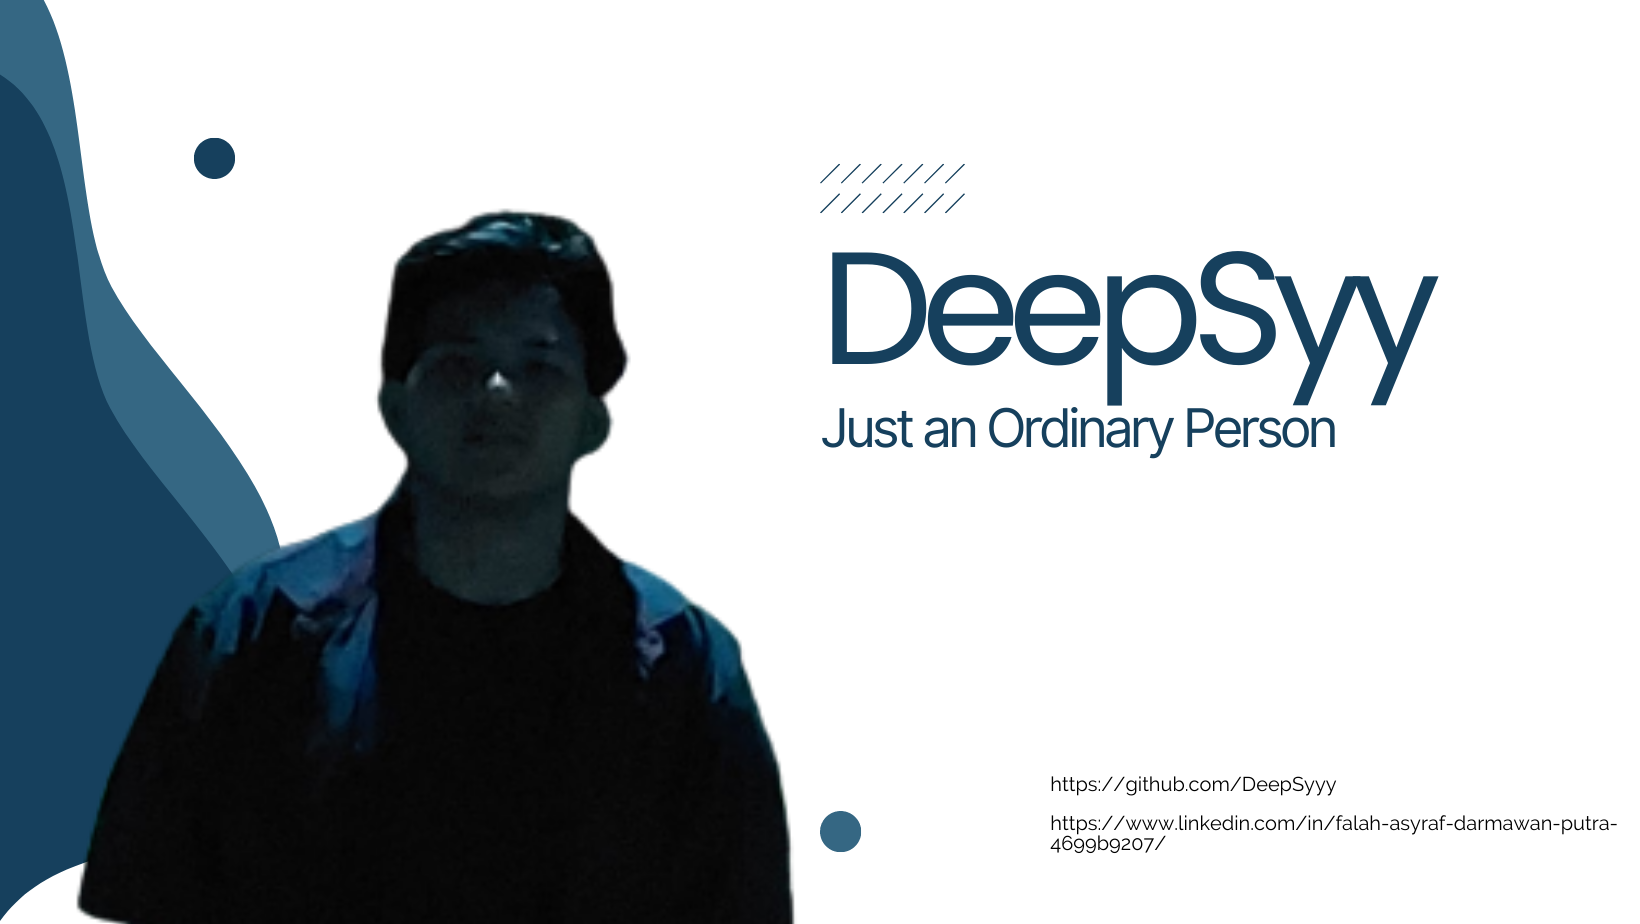 DeepSyy
Just an Ordinary Person
https://github.com/DeepSyyy
https://www.linkedin.com/in/falah-asyraf-darmawan-putra-
4699b9207/